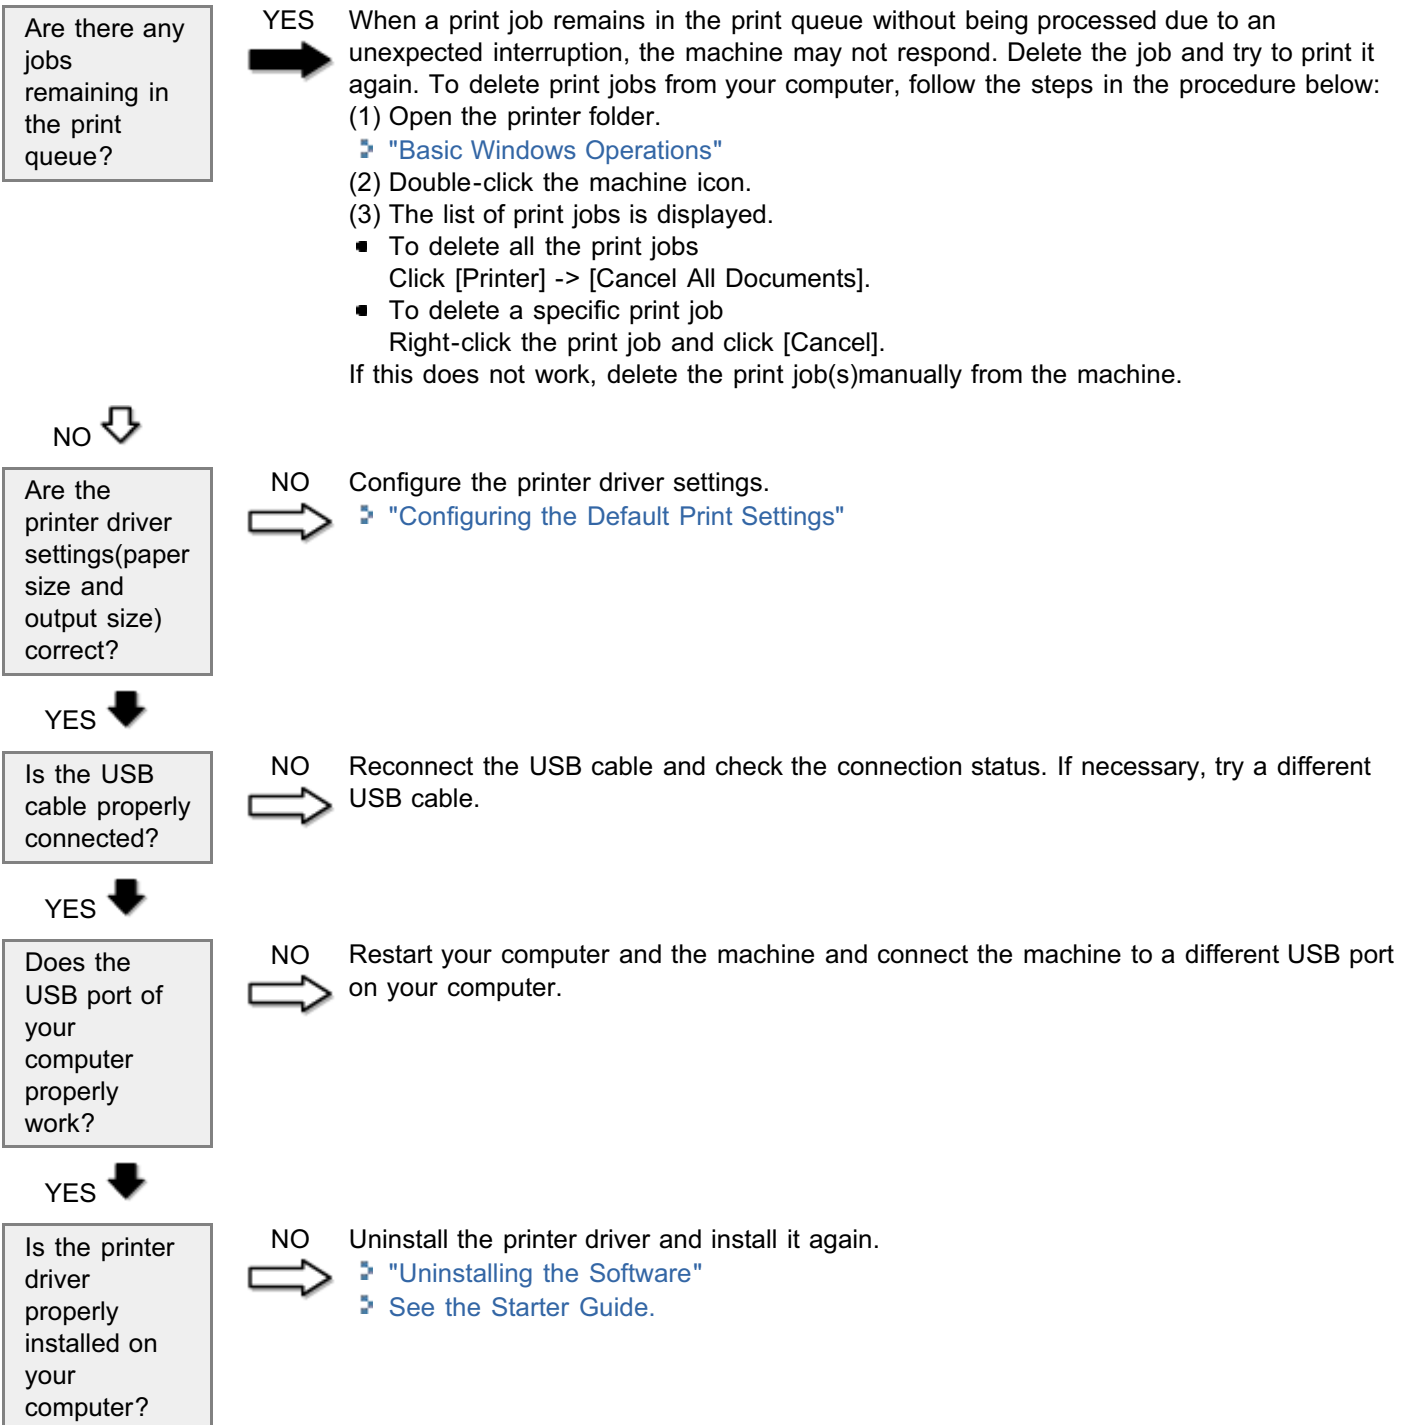 Are there any
jobs
remaining in
the print
queue?
YES
When a print job remains in the print queue without being processed due to an
unexpected interruption, the machine may not respond. Delete the job and try to print it
again. To delete print jobs from your computer, follow the steps in the procedure below:
(1) Open the printer folder.
"Basic Windows Operations"
(2) Double-click the machine icon.
(3) The list of print jobs is displayed.
To delete all the print jobs
Click [Printer] -> [Cancel All Documents].
To delete a specific print job
Right-click the print job and click [Cancel].
If this does not work, delete the print job(s)manually from the machine.
NO
Are the
printer driver
settings(paper
size and
output size)
correct?
NO
Configure the printer driver settings.
"Configuring the Default Print Settings"
YES
Is the USB
cable properly
connected?
NO
Reconnect the USB cable and check the connection status. If necessary, try a different
USB cable.
YES
Does the
USB port of
your
computer
properly
work?
NO
Restart your computer and the machine and connect the machine to a different USB port
on your computer.
YES
Is the printer
driver
properly
installed on
your
computer?
NO
Uninstall the printer driver and install it again.
"Uninstalling the Software"
See the Starter Guide.